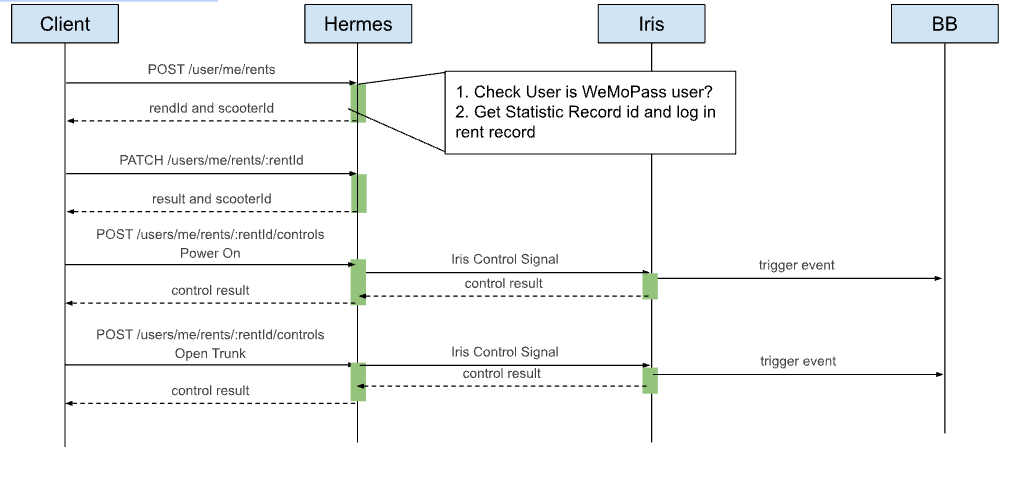 Client
Hermes
Iris
BB
POST /user/me/rents
1. Check User is WeMoPass user?
2. Get Statistic Record id and log in
rent record
rendId and scooterId
PATCH /users/me/rents/:rentId
result and scooterId
POST /users/me/rents/:rentId/controls
Power On
Iris Control Signal
trigger event
control result
control result
POST /users/me/rents/:rentId/controls
Open Trunk
Iris Control Signal
trigger event
control result
control result